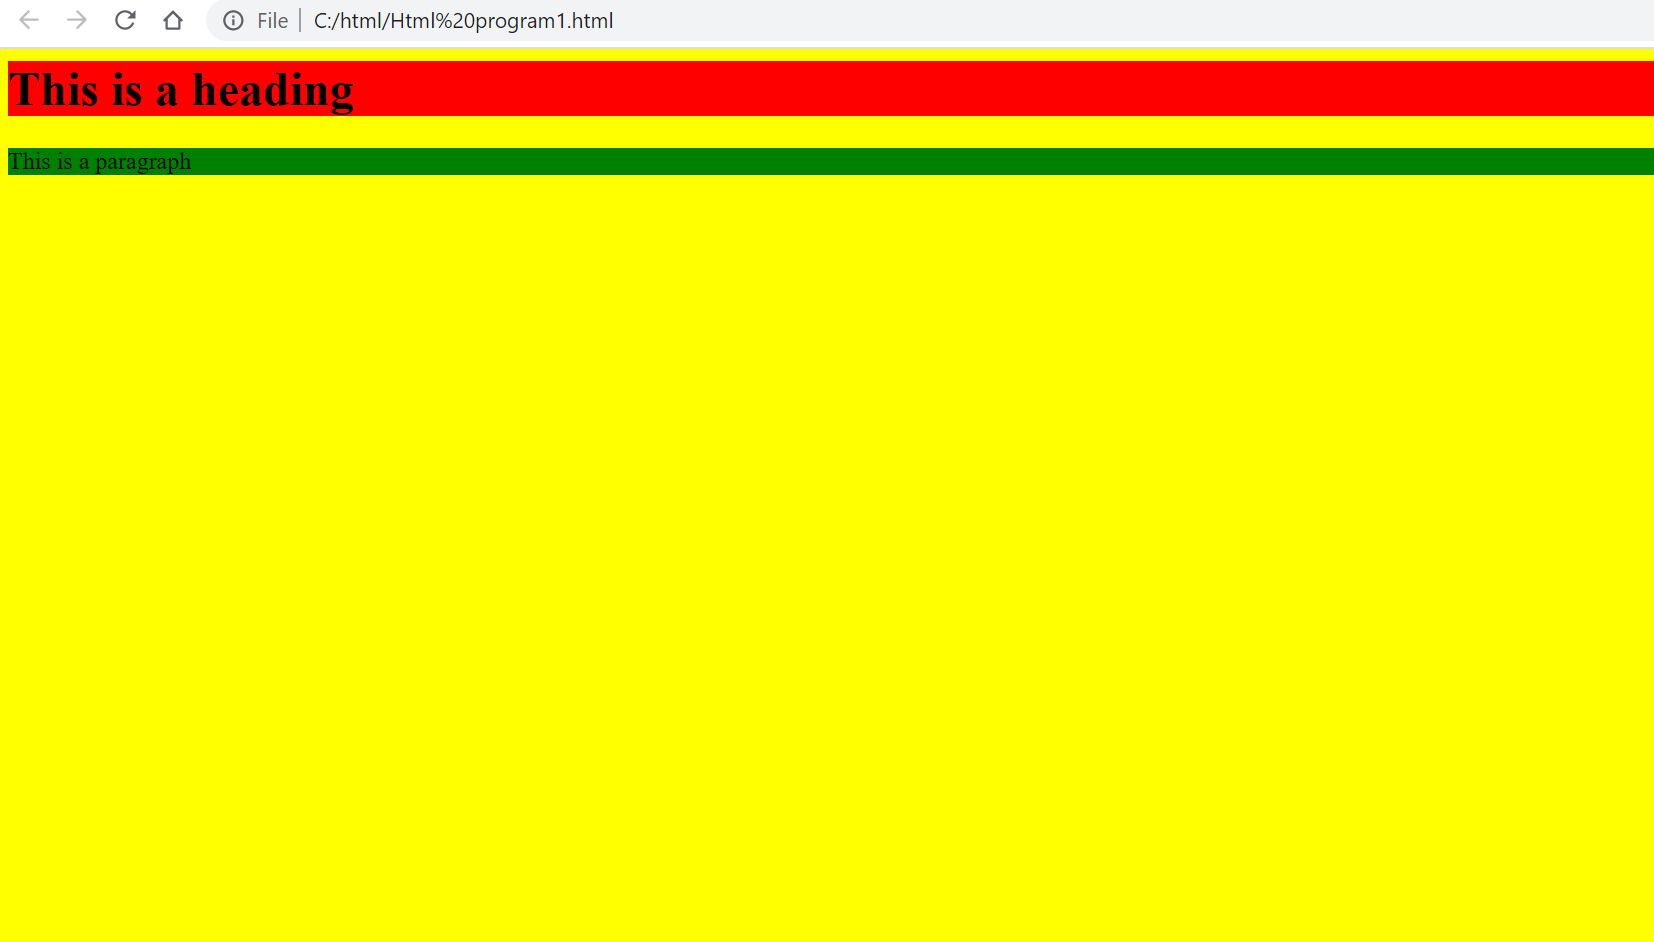 File C:/html/Html%20program1.html
This is a heading
This is a paragraph